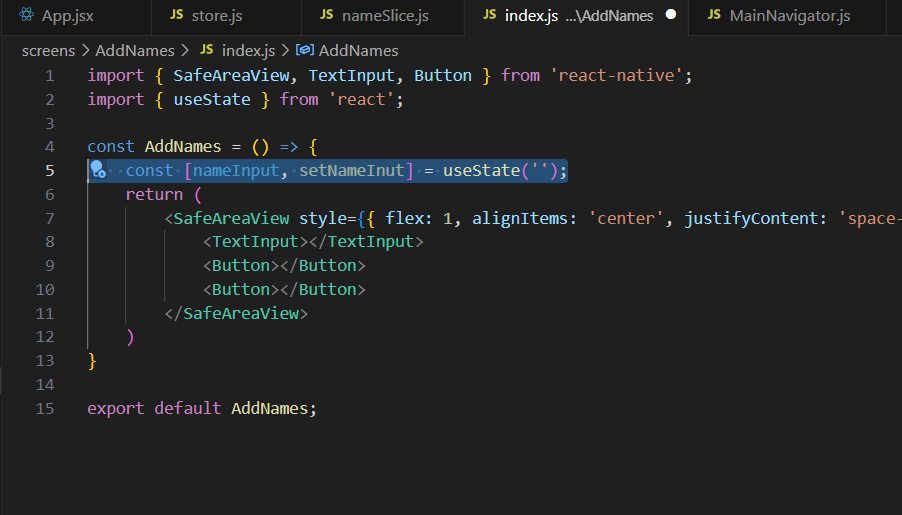 App.jsx JS store.js JS nameSlice.js JS index.js ...\AddNames JS MainNavigator.js
screens > AddNames > JS index.js > AddNames
1 import { SafeAreaView, TextInput, Button } from 'react-native';
2 import { useState } from 'react';
3
4 const AddNames = () => {
5 const [nameInput, setNameInut] = useState('');
6 return (
7 <SafeAreaView style={{ flex: 1, alignItems: 'center', justifyContent: 'space-
8 <TextInput></TextInput>
9 <Button></Button>
10 <Button></Button>
11 </SafeAreaView>
12 )
13 }
14
15 export default AddNames;